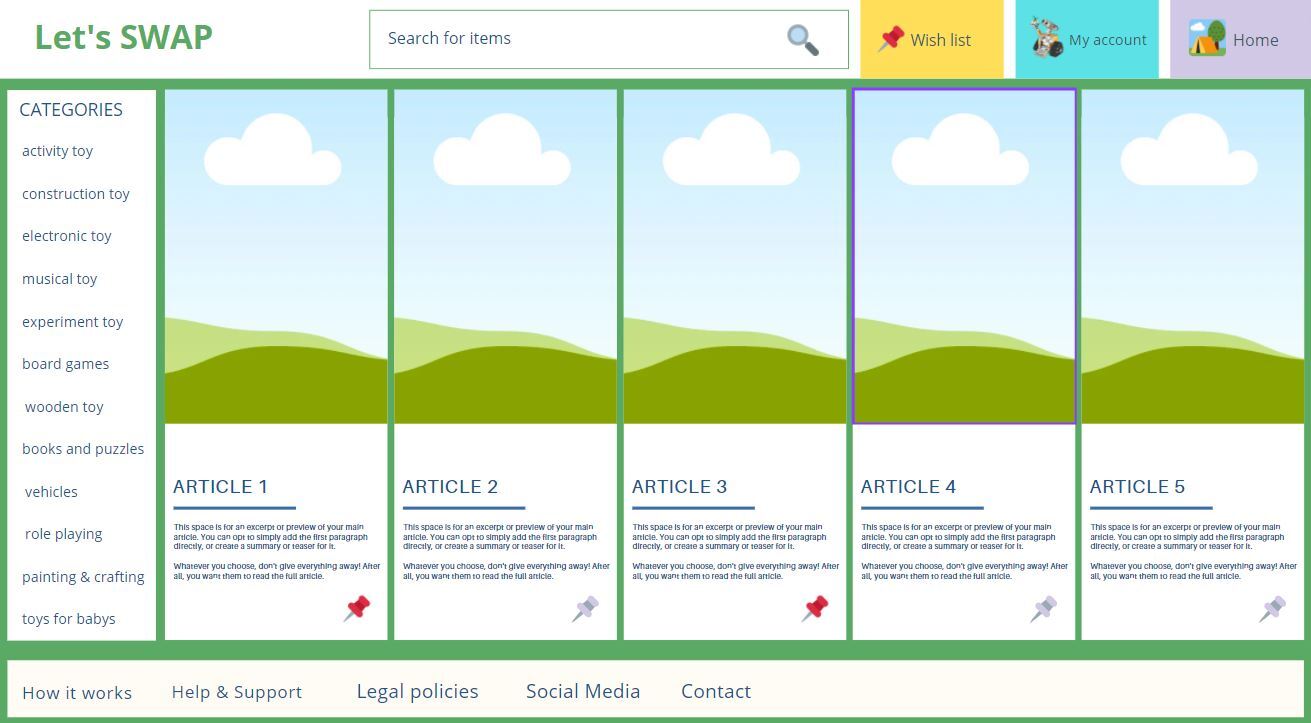 Let's SWAP
Search for items
Wish list
My account
Home
CATEGORIES
activity toy
construction toy
electronic toy
musical toy
experiment toy
board games
wooden toy
books and puzzles
vehicles
role playing
painting & crafting
toys for babys
ARTICLE 1
This space is for an excerpt or preview of your main
article. You can opt to simply add the first paragraph
directly, or create a summary or teaser for it.
Whatever you choose, don't give everything away! After
all, you want them to read the full article.
ARTICLE 2
This space is for an excerpt or preview of your main
article. You can opt to simply add the first paragraph
directly, or create a summary or teaser for it.
Whatever you choose, don't give everything away! After
all, you want them to read the full article.
ARTICLE 3
This space is for an excerpt or preview of your main
article. You can opt to simply add the first paragraph
directly, or create a summary or teaser for it.
Whatever you choose, don't give everything away! After
all, you want them to read the full article.
ARTICLE 4
This space is for an excerpt or preview of your main
article. You can opt to simply add the first paragraph
directly, or create a summary or teaser for it.
Whatever you choose, don't give everything away! After
all, you want them to read the full article.
ARTICLE 5
This space is for an excerpt or preview of your main
article. You can opt to simply add the first paragraph
directly, or create a summary or teaser for it.
Whatever you choose, don't give everything away! After
all, you want them to read the full article.
How it works
Help & Support
Legal policies
Social Media
Contact